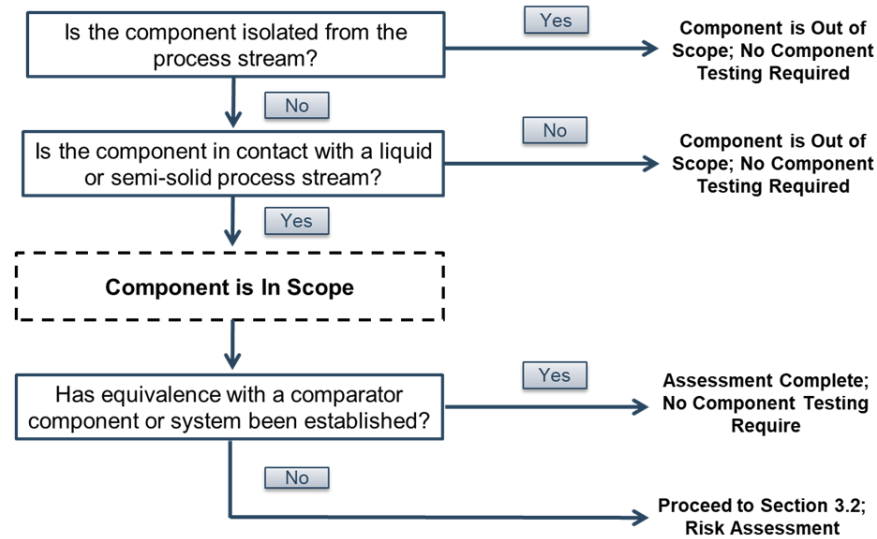 Is the component isolated from the
process stream?
Yes
Component is Out of
Scope; No Component
Testing Required
No
Is the component in contact with a liquid
or semi-solid process stream?
No
Component is Out of
Scope; No Component
Testing Required
Yes
Component is In Scope
Has equivalence with a comparator
component or system been established?
Yes
Assessment Complete;
No Component Testing
Require
No
Proceed to Section 3.2;
Risk Assessment